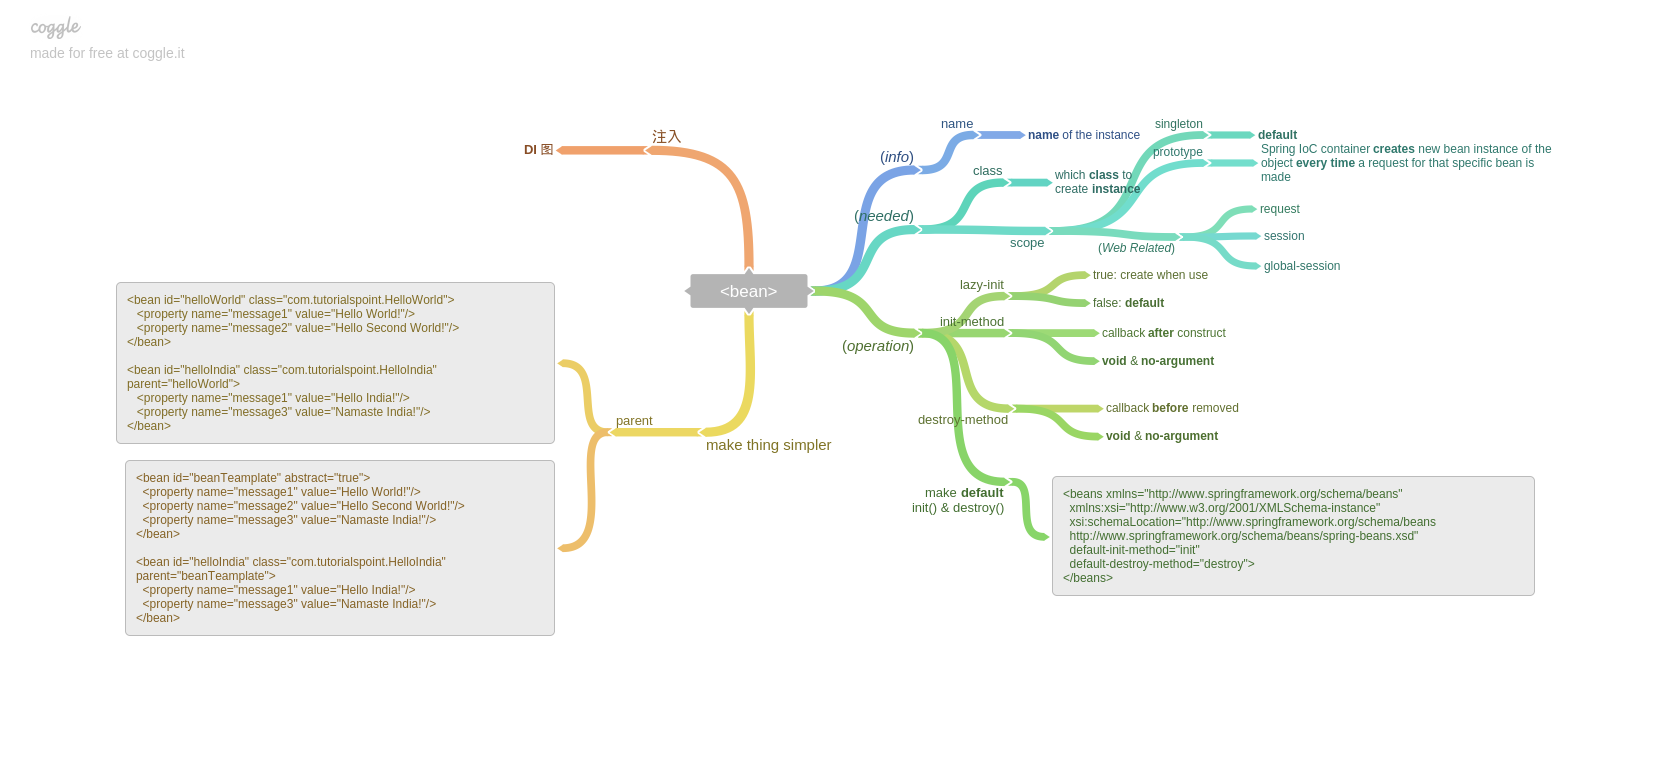 coggle
made for free at coggle.it
注入
DI 图
<bean>
(info)
name
name of the instance
(needed)
class
which class to
create instance
scope
singleton
default
prototype
Spring IoC container creates new bean instance of the
object every time a request for that specific bean is
made
(Web Related)
request
session
global-session
(operation)
lazy-init
true: create when use
false: default
init-method
callback after construct
void & no-argument
destroy-method
callback before removed
void & no-argument
make default
init() & destroy()
<beans xmlns="http://www.springframework.org/schema/beans"
xmlns:xsi="http://www.w3.org/2001/XMLSchema-instance"
xsi:schemaLocation="http://www.springframework.org/schema/beans
http://www.springframework.org/schema/beans/spring-beans.xsd"
default-init-method="init"
default-destroy-method="destroy">
</beans>
make thing simpler
parent
<bean id="helloWorld" class="com.tutorialspoint.HelloWorld">
<property name="message1" value="Hello World!"/>
<property name="message2" value="Hello Second World!"/>
</bean>
<bean id="helloIndia" class="com.tutorialspoint.HelloIndia"
parent="helloWorld">
<property name="message1" value="Hello India!"/>
<property name="message3" value="Namaste India!"/>
</bean>
<bean id="beanTeamplate" abstract="true">
<property name="message1" value="Hello World!"/>
<property name="message2" value="Hello Second World!"/>
<property name="message3" value="Namaste India!"/>
</bean>
<bean id="helloIndia" class="com.tutorialspoint.HelloIndia"
parent="beanTeamplate">
<property name="message1" value="Hello India!"/>
<property name="message3" value="Namaste India!"/>
</bean>